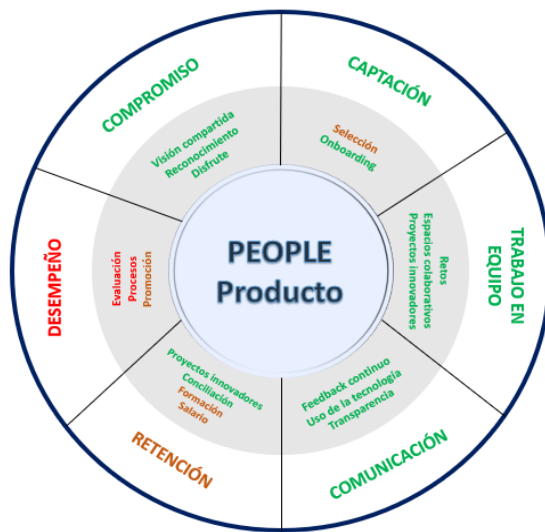 COMPROMISO
CAPTACIÓN
Visión compartida
Reconocimiento
Disfrute
Selección
Onboarding
DESEMPEÑO
Evaluación
Procesos
Promoción
PEOPLE
Producto
Retos
Espacios colaborativos
Proyectos innovadores
TRABAJO EN
EQUIPO
Proyectos innovadores
Conciliación
Formación
Salario
Feedback continuo
Uso de la tecnología
Transparencia
RETENCIÓN
COMUNICACIÓN